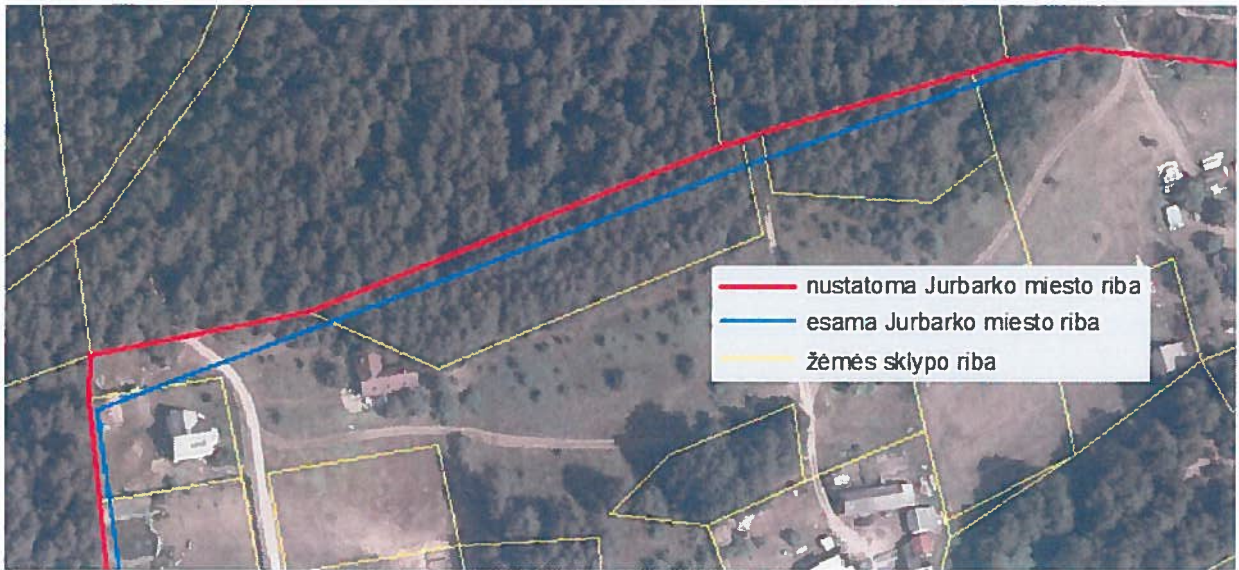 nustatoma Jurbarko miesto riba
esama Jurbarko miesto riba
žėmės sklypo riba